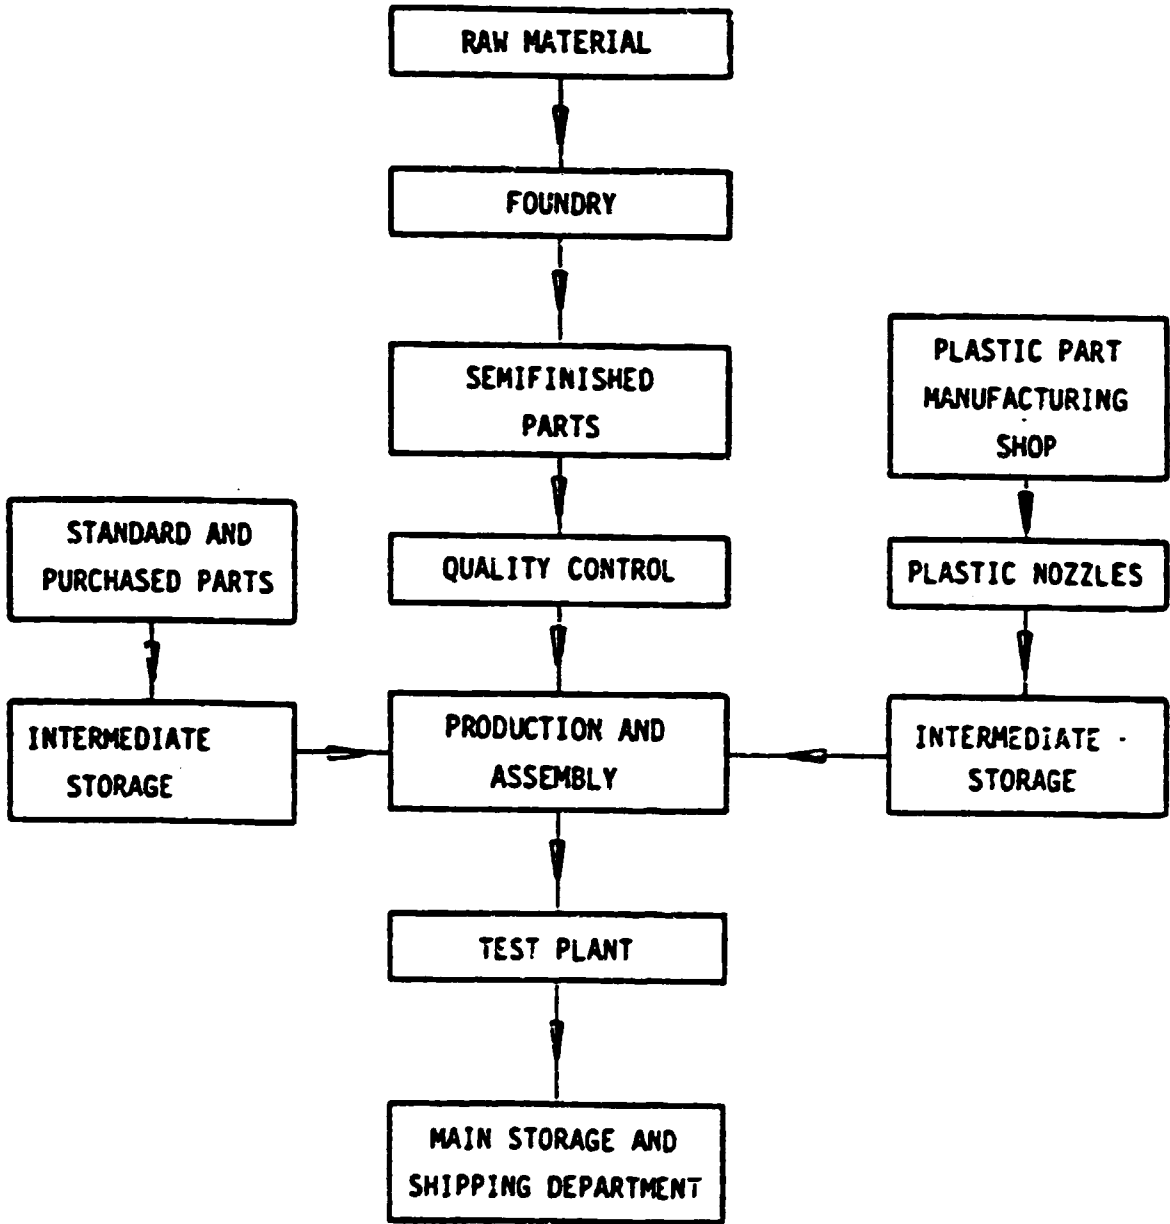 RAW MATERIAL
FOUNDRY
SEMIFINISHED
PARTS
PLASTIC PART
MANUFACTURING
SHOP
STANDARD AND
PURCHASED PARTS
QUALITY CONTROL
PLASTIC NOZZLES
INTERMEDIATE
STORAGE
PRODUCTION AND
ASSEMBLY
INTERMEDIATE
STORAGE
TEST PLANT
MAIN STORAGE AND
SHIPPING DEPARTMENT